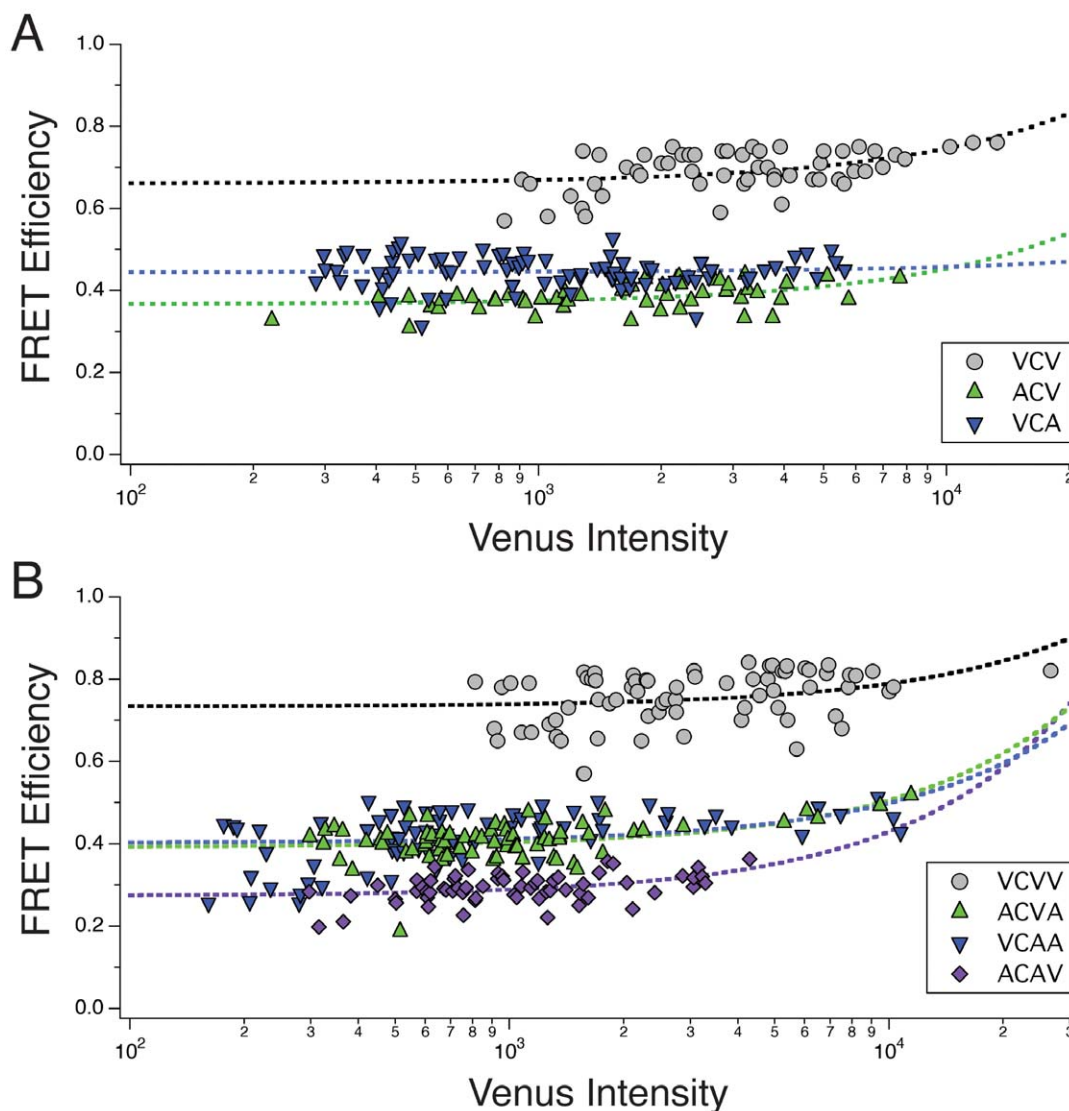 A
1.0
0.8
0.6
0.4
0.2
0.0
FRET Efficiency
VCV
ACV
VCA
2 3 4 5 6 7 8 9 2 3 4 5 6 7 8 9 2
10² 10³ 10⁴
Venus Intensity
B
1.0
0.8
0.6
0.4
0.2
0.0
FRET Efficiency
VCVV
ACVA
VCAA
ACAV
2 3 4 5 6 7 8 9 2 3 4 5 6 7 8 9 2 3
10² 10³ 10⁴
Venus Intensity